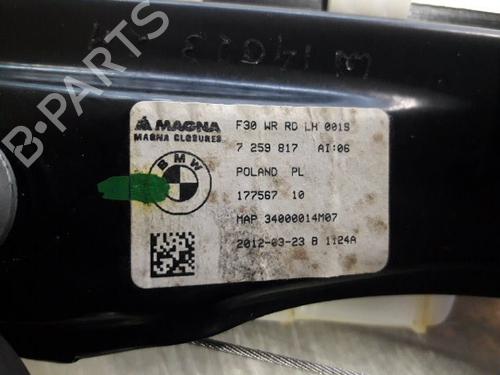 MAGNA
MAGNA CLOSURES
F30 WR RD LH 001S
7 259 817 AI:06
BMW
POLAND PL
177567 10
MAP 34000014M07
2012-03-23 B 1124A
B-Parts